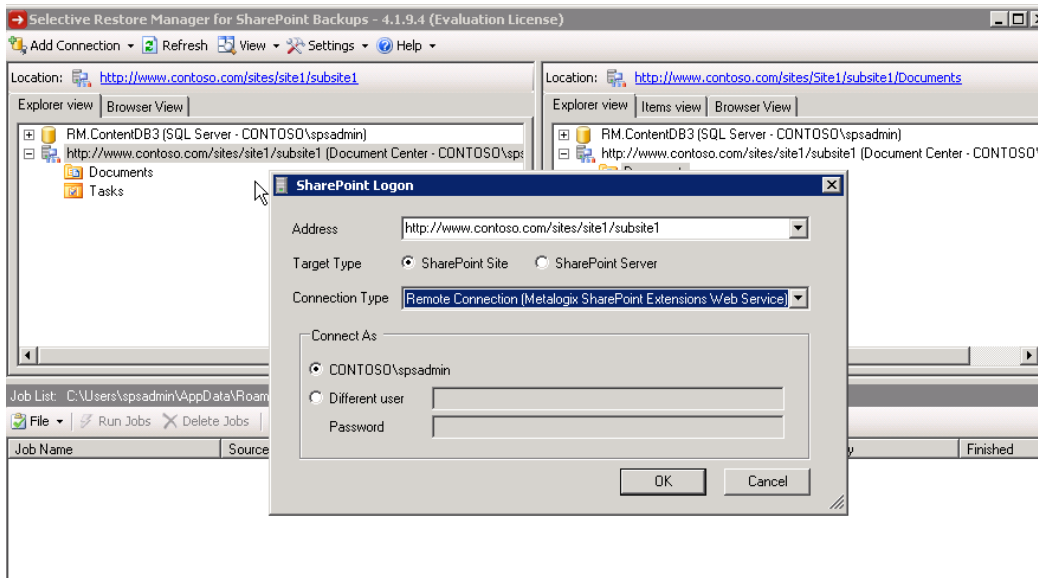 Selective Restore Manager for SharePoint Backups - 4.1.9.4 (Evaluation License)
Add Connection Refresh View Settings Help
Location: http://www.contoso.com/sites/site1/subsite1
Explorer view Browser View
RM.ContentDB3 (SQL Server - CONTOSO\spsadmin)
http://www.contoso.com/sites/site1/subsite1 (Document Center - CONTOSO\sps
Documents
Tasks
Location: http://www.contoso.com/sites/Site1/subsite1/Documents
Explorer view Items view Browser View
RM.ContentDB3 (SQL Server - CONTOSO\spsadmin)
http://www.contoso.com/sites/site1/subsite1 (Document Center - CONTOSO\
SharePoint Logon
Address http://www.contoso.com/sites/site1/subsite1
Target Type SharePoint Site SharePoint Server
Connection Type Remote Connection (Metalogix SharePoint Extensions Web Service)
Connect As
CONTOSO\spsadmin
Different user
Password
OK Cancel
Job List: C:\Users\spsadmin\AppData\Roam
File Run Jobs Delete Jobs
Job Name Source Finished